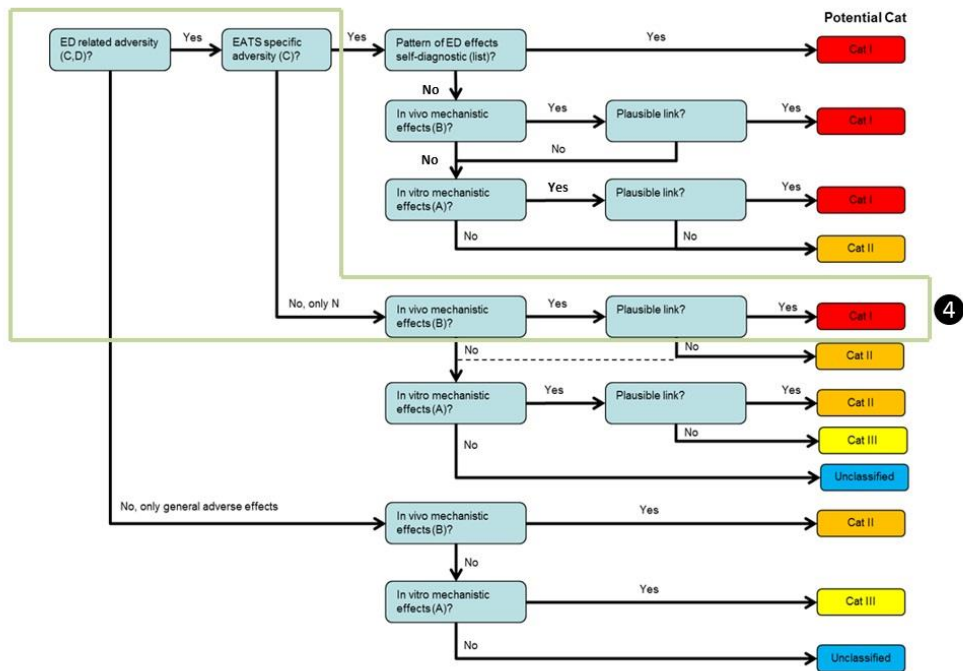 Potential Cat
ED related adversity
(C,D)?
Yes
EATS specific
adversity (C)?
Yes
Pattern of ED effects
self-diagnostic (list)?
Yes
Cat I
No
In vivo mechanistic
effects (B)?
Yes
Plausible link?
Yes
Cat I
No
No
In vitro mechanistic
effects (A)?
Yes
Plausible link?
Yes
Cat I
No
No
Cat II
No, only N
In vivo mechanistic
effects (B)?
Yes
Plausible link?
Yes
Cat I
4
No
No
Cat II
In vitro mechanistic
effects (A)?
Yes
Plausible link?
Yes
Cat II
No
No
Cat III
Unclassified
No, only general adverse effects
In vivo mechanistic
effects (B)?
Yes
Cat II
No
In vitro mechanistic
effects (A)?
Yes
Cat III
No
Unclassified